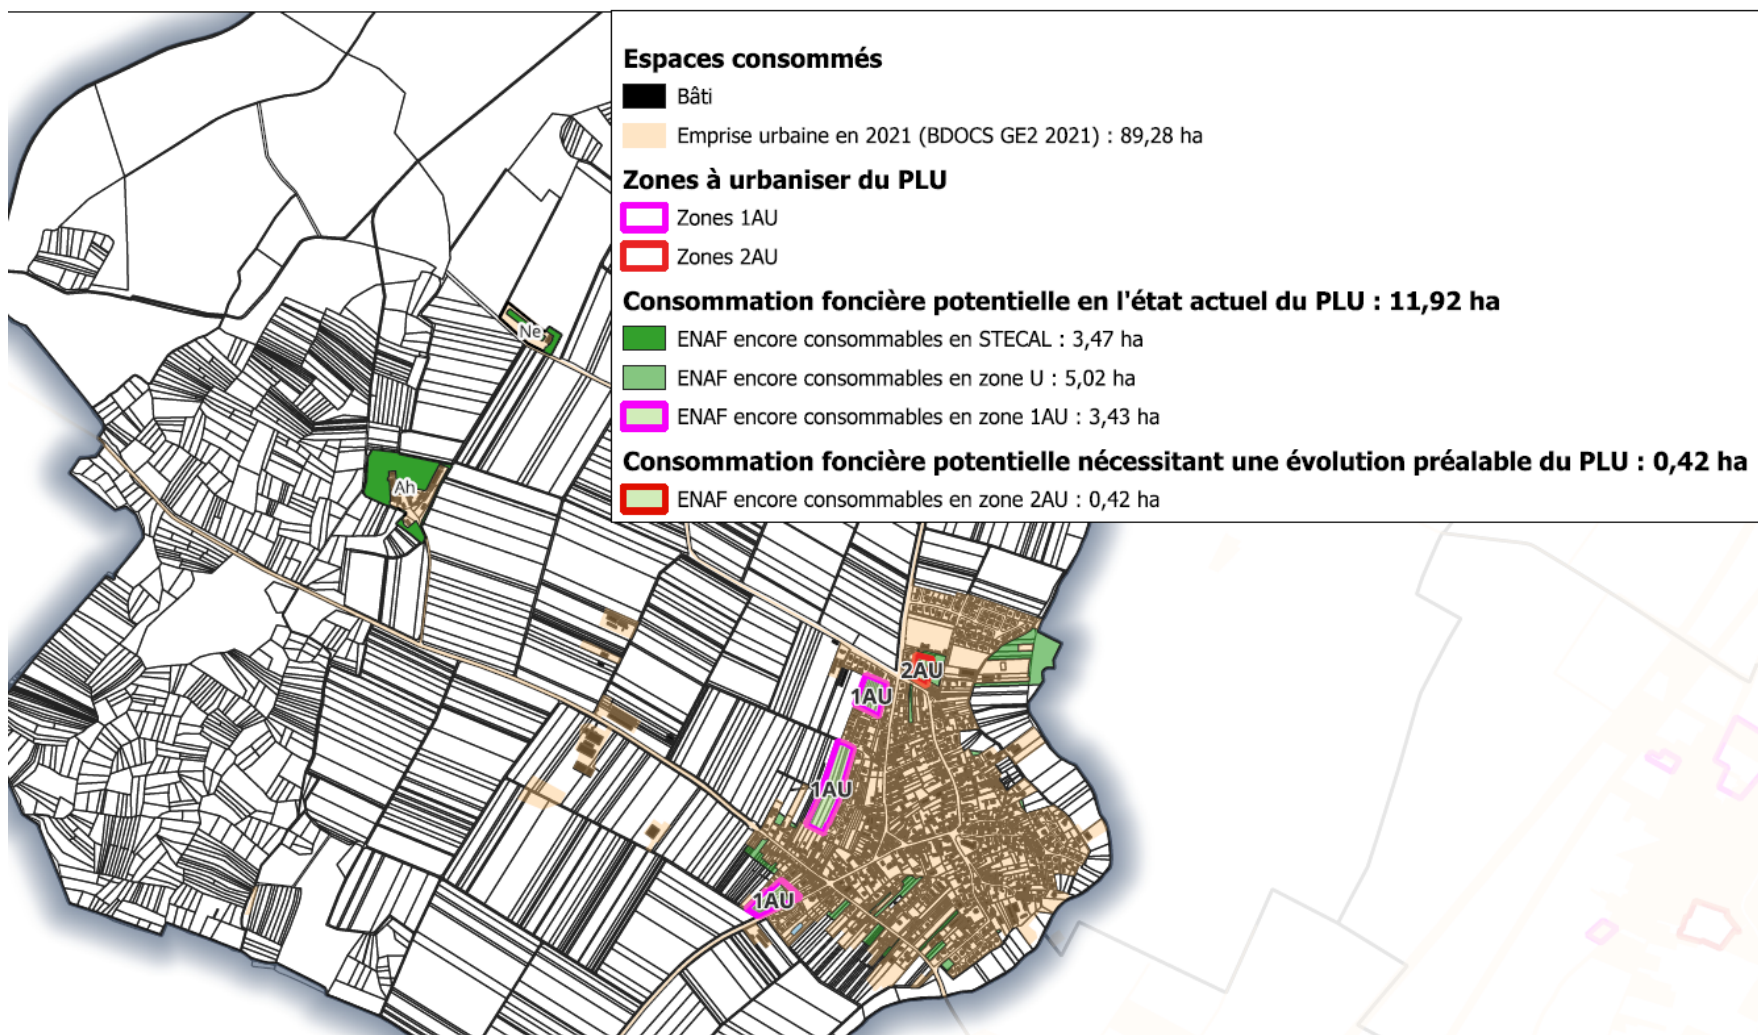 Espaces consommés
Bâti
Emprise urbaine en 2021 (BDOCS GE2 2021) : 89,28 ha
Zones à urbaniser du PLU
Zones 1AU
Zones 2AU
Consommation foncière potentielle en l'état actuel du PLU : 11,92 ha
ENAF encore consommables en STECAL : 3,47 ha
ENAF encore consommables en zone U : 5,02 ha
ENAF encore consommables en zone 1AU : 3,43 ha
Consommation foncière potentielle nécessitant une évolution préalable du PLU : 0,42 ha
ENAF encore consommables en zone 2AU : 0,42 ha
Ne
Ah
2AU
1AU
1AU
1AU